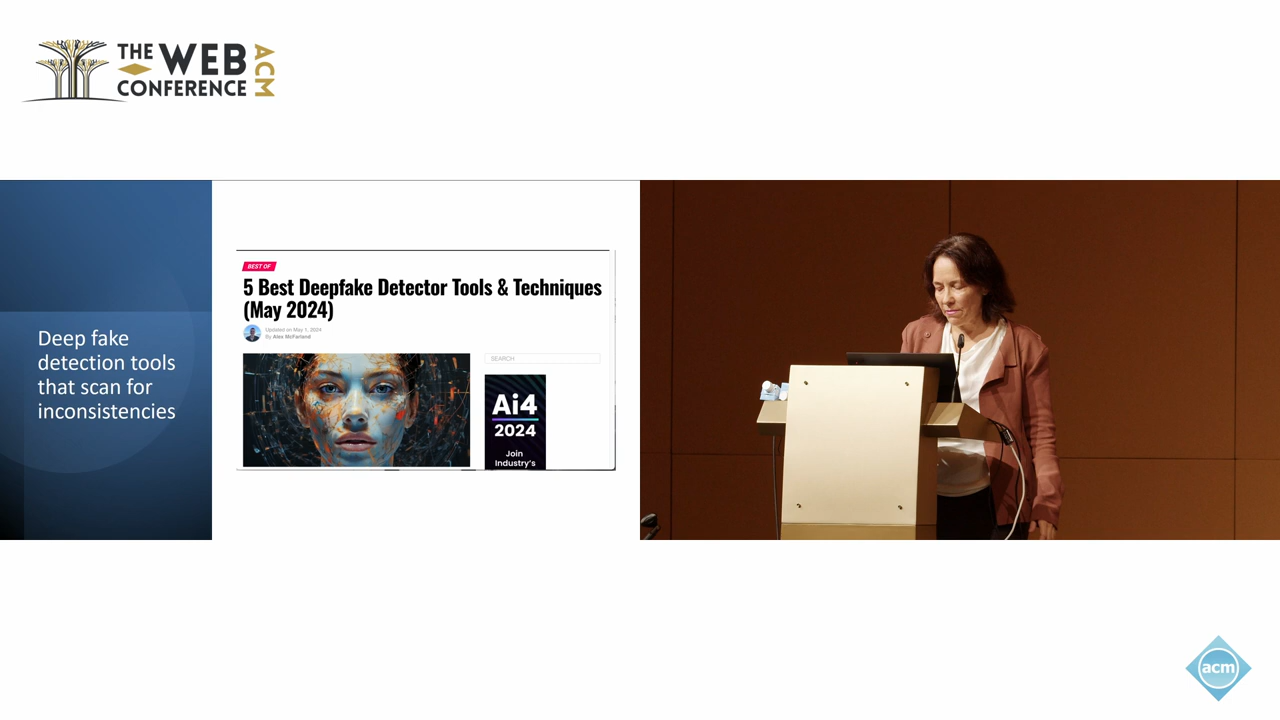 THE WEB
CONFERENCE
ACM
Deep fake
detection tools
that scan for
inconsistencies
BEST OF
5 Best Deepfake Detector Tools & Techniques
(May 2024)
Updated on May 1, 2024
By Alex McFarland
SEARCH
Ai4
2024
Join
Industry's
acm